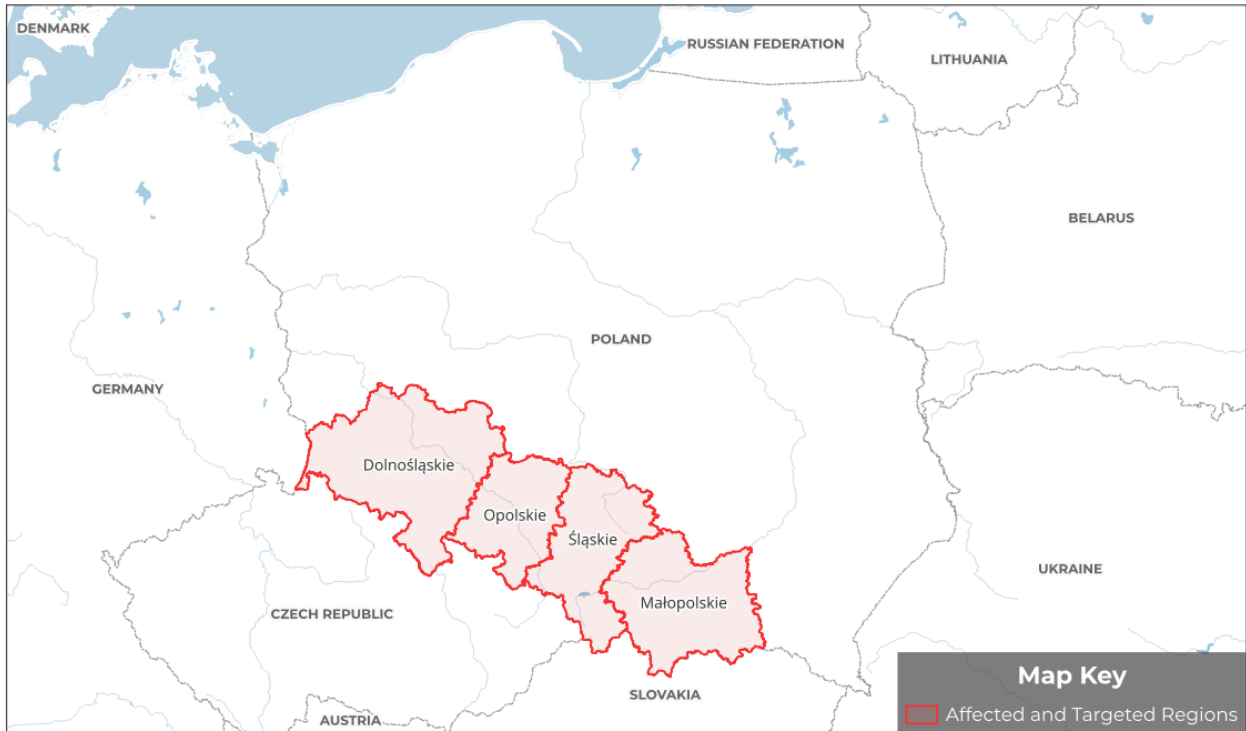 DENMARK
RUSSIAN FEDERATION
LITHUANIA
BELARUS
POLAND
GERMANY
Dolnośląskie
Opolskie
Śląskie
UKRAINE
Małopolskie
CZECH REPUBLIC
SLOVAKIA
AUSTRIA
Map Key
Affected and Targeted Regions